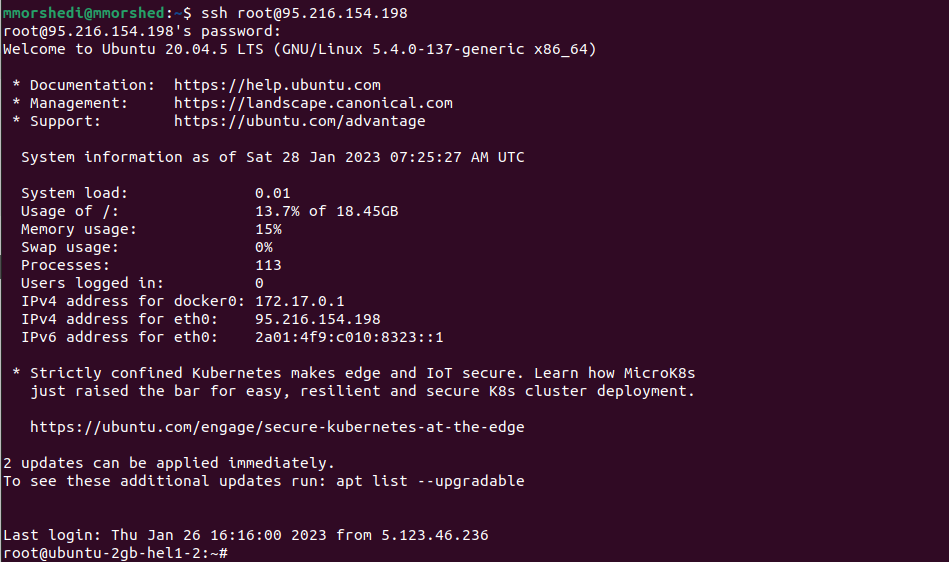 mmorshedi@mmorshed:~$ ssh root@95.216.154.198
root@95.216.154.198's password:
Welcome to Ubuntu 20.04.5 LTS (GNU/Linux 5.4.0-137-generic x86_64)

 * Documentation:  https://help.ubuntu.com
 * Management:     https://landscape.canonical.com
 * Support:        https://ubuntu.com/advantage

  System information as of Sat 28 Jan 2023 07:25:27 AM UTC

  System load:              0.01
  Usage of /:               13.7% of 18.45GB
  Memory usage:             15%
  Swap usage:               0%
  Processes:                113
  Users logged in:          0
  IPv4 address for docker0: 172.17.0.1
  IPv4 address for eth0:    95.216.154.198
  IPv6 address for eth0:    2a01:4f9:c010:8323::1

 * Strictly confined Kubernetes makes edge and IoT secure. Learn how MicroK8s
   just raised the bar for easy, resilient and secure K8s cluster deployment.

   https://ubuntu.com/engage/secure-kubernetes-at-the-edge

2 updates can be applied immediately.
To see these additional updates run: apt list --upgradable


Last login: Thu Jan 26 16:16:00 2023 from 5.123.46.236
root@ubuntu-2gb-hel1-2:~#